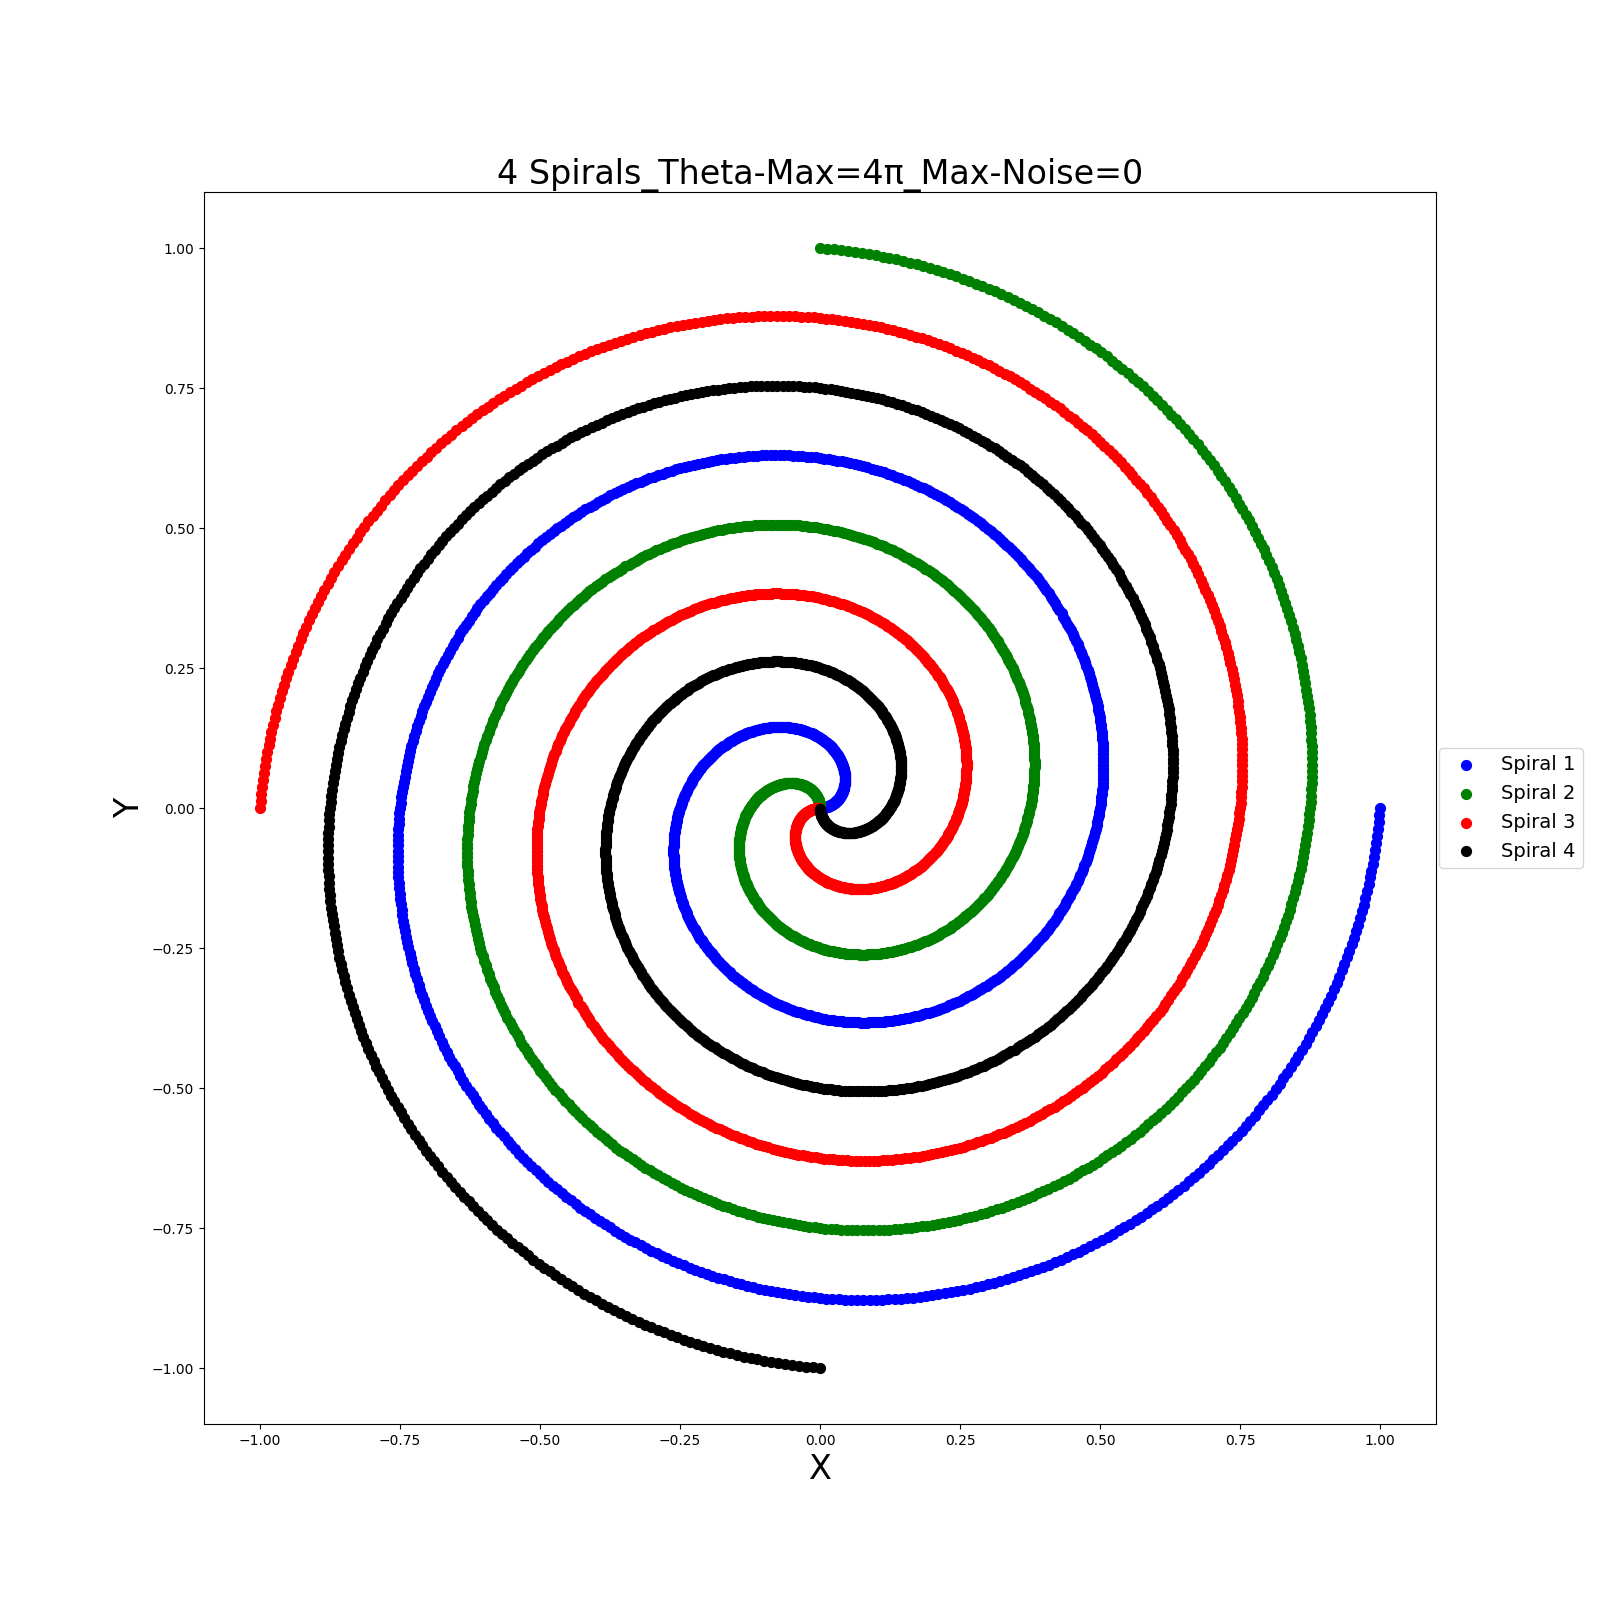 4 Spirals_Theta-Max=4π_Max-Noise=0
1.00
0.75
0.50
0.25
0.00
−0.25
−0.50
−0.75
−1.00
Y
Spiral 1
Spiral 2
Spiral 3
Spiral 4
−1.00 −0.75 −0.50 −0.25 0.00 0.25 0.50 0.75 1.00
X